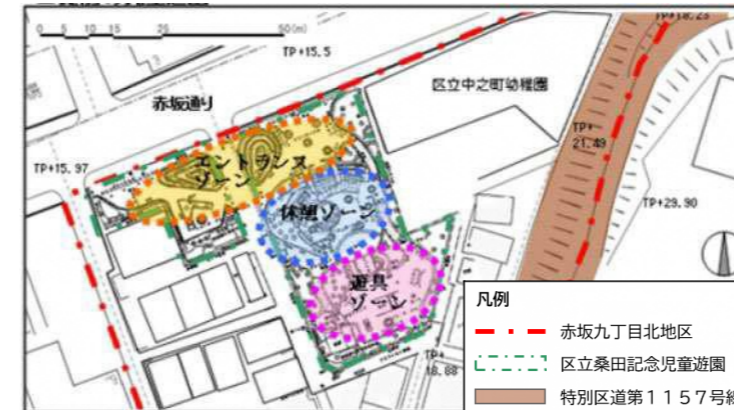 0 5 10 15 20 50(m)
TP+15.5
TP+18.23
赤坂通り
区立中之町幼稚園
TP+15.97
エントランス
ゾーン
TP+
21.49
休憩ゾーン
TP+29.90
遊具
ゾーン
TP+
18.88
凡例
赤坂九丁目北地区
区立桑田記念児童遊園
特別区道第1157号線